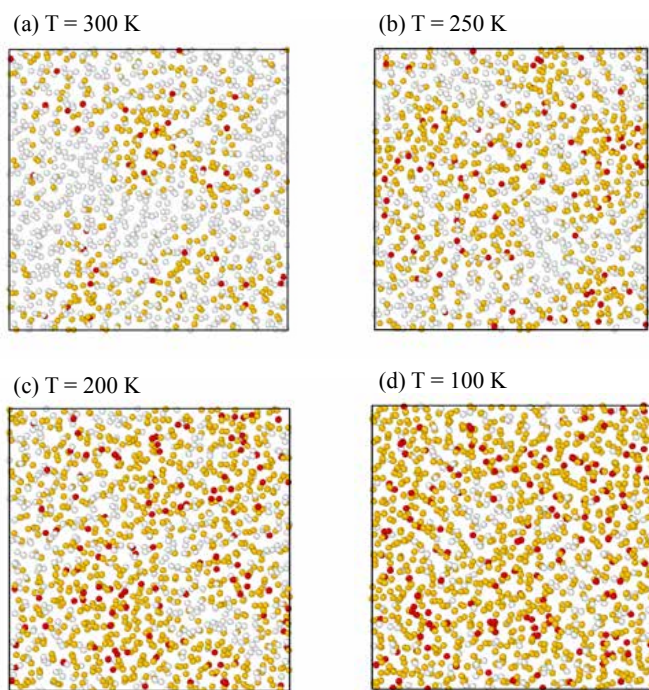 (a) T = 300 K
(b) T = 250 K
(c) T = 200 K
(d) T = 100 K